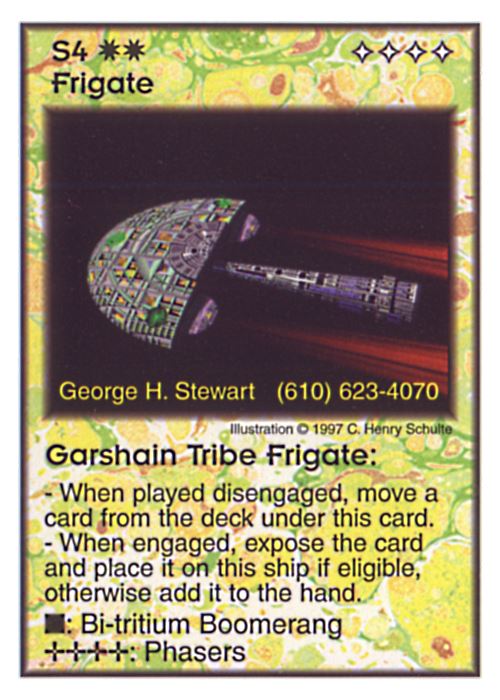 S4
Frigate
George H. Stewart (610) 623-4070
Illustration © 1997 C. Henry Schulte
Garshain Tribe Frigate:
- When played disengaged, move a
card from the deck under this card.
- When engaged, expose the card
and place it on this ship if eligible,
otherwise add it to the hand.
■: Bi-tritium Boomerang
✢✢✢✢: Phasers